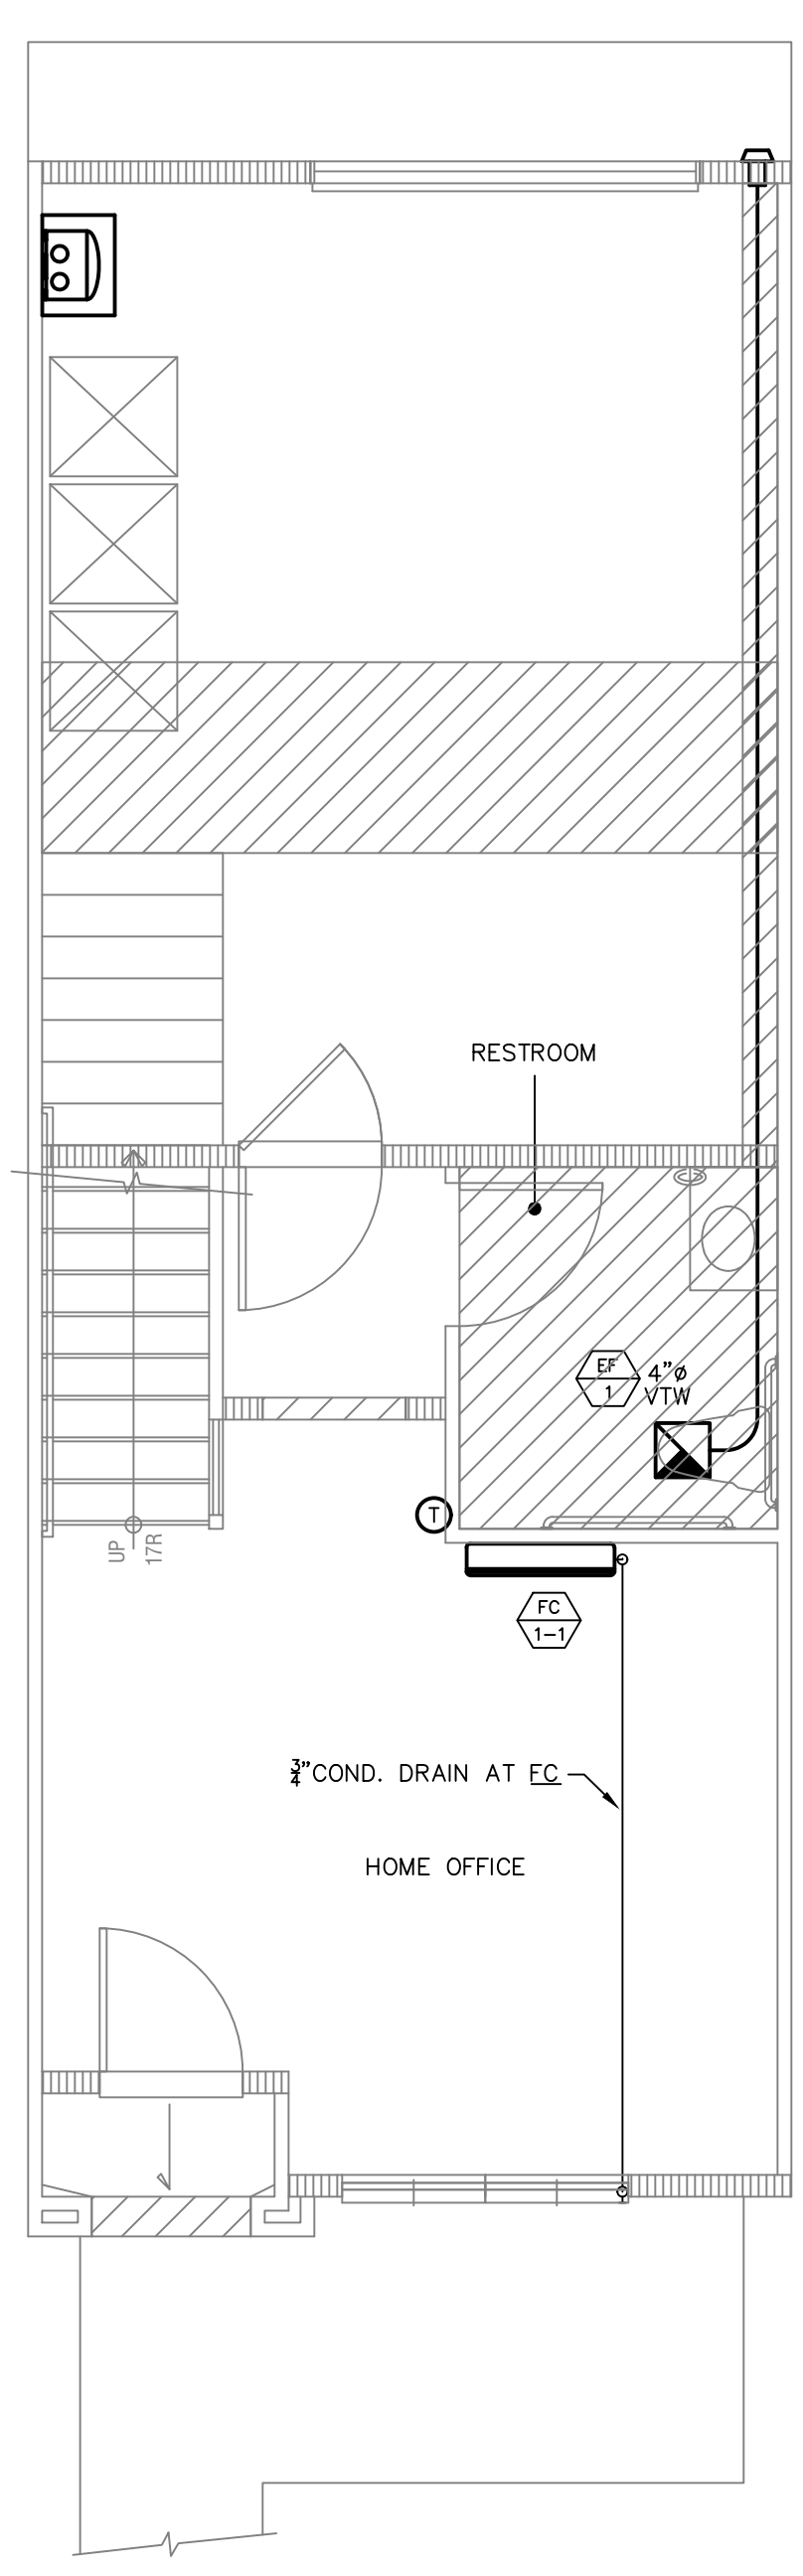 RESTROOM
EF
1
4"ø
VTW
T
UP
17R
FC
1-1
3/4"COND. DRAIN AT FC
HOME OFFICE